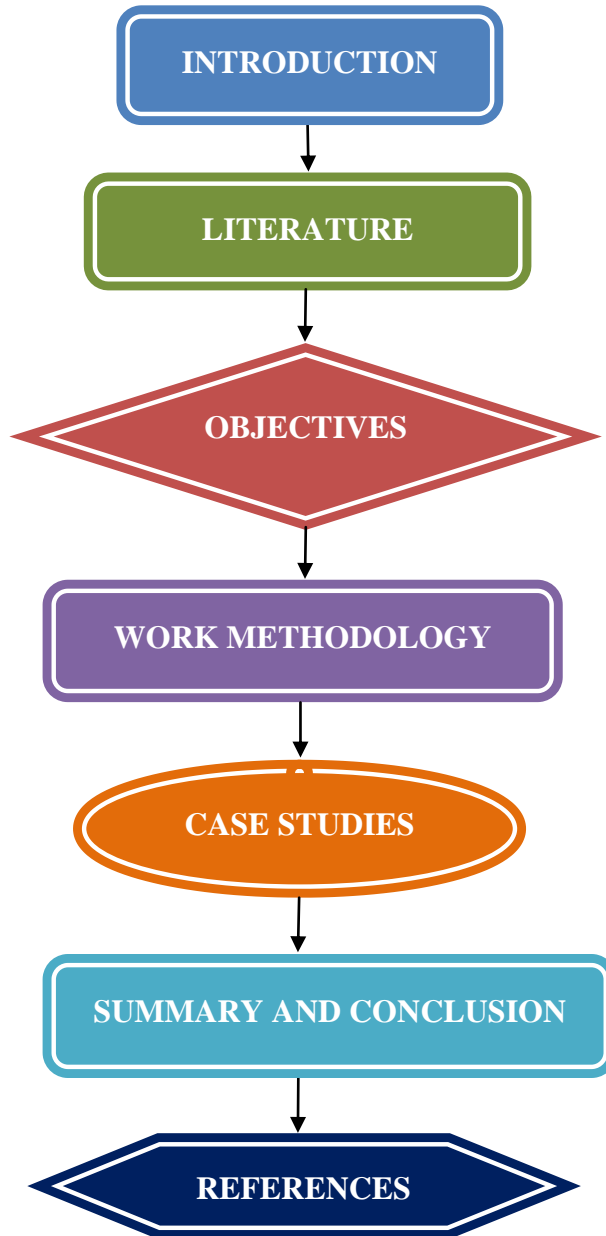 INTRODUCTION
LITERATURE
OBJECTIVES
WORK METHODOLOGY
CASE STUDIES
SUMMARY AND CONCLUSION
REFERENCES